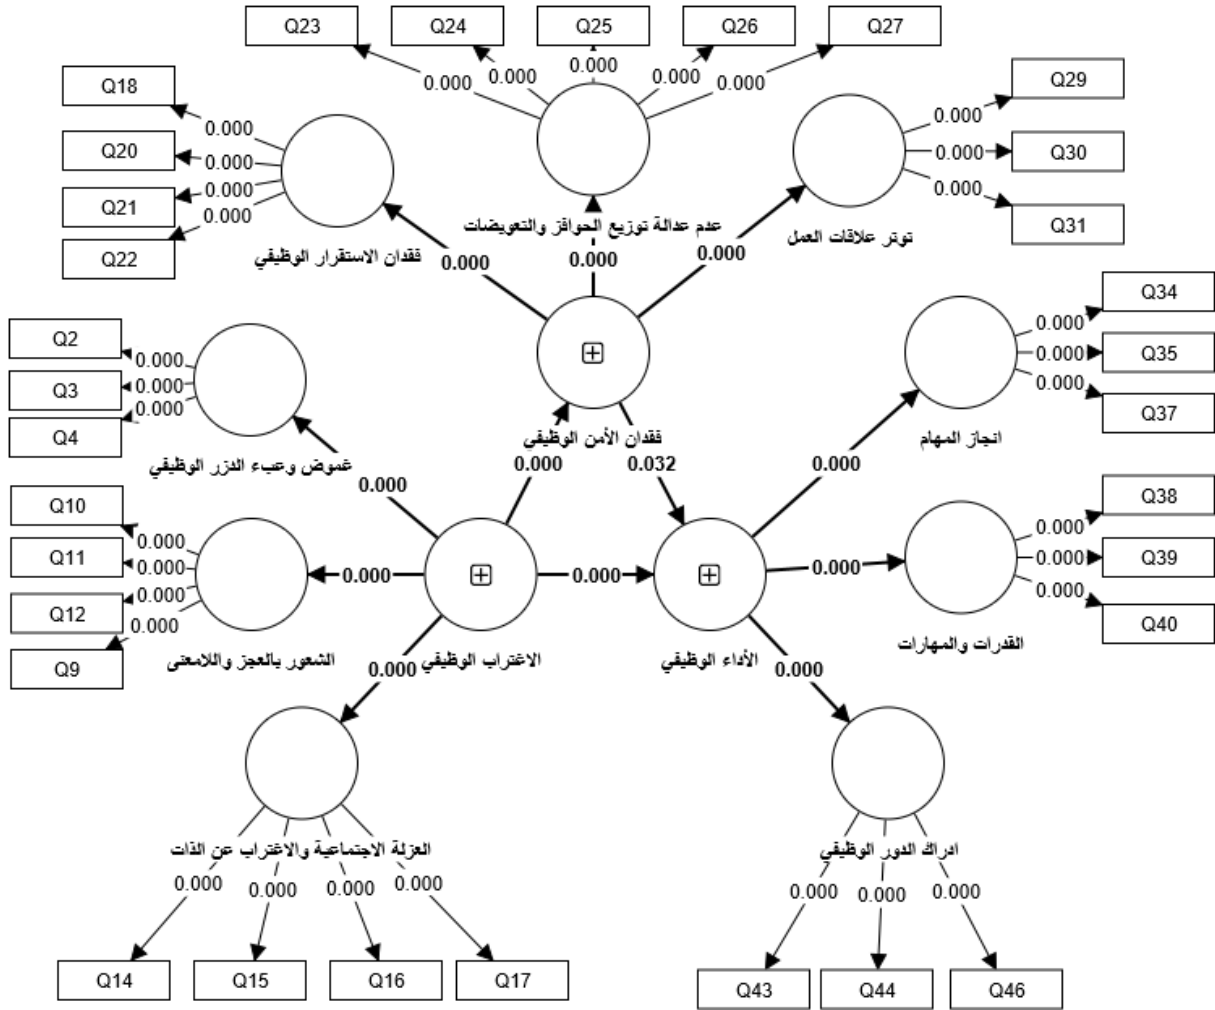 Q23
Q24
Q25
Q26
Q27
0.000
0.000
0.000
0.000
0.000
Q18
Q20
Q21
Q22
0.000
0.000
0.000
0.000
Q29
Q30
Q31
0.000
0.000
0.000
عدم عدالة توزيع الحوافز والتعويضات
توتر علاقات العمل
فقدان الاستقرار الوظيفي
0.000
0.000
0.000
Q2
Q3
Q4
0.000
0.000
0.000
Q34
Q35
Q37
0.000
0.000
0.000
فقدان الأمن الوظيفي
انجاز المهام
غموض وعبء الدزر الوظيفي
0.000
0.000
0.032
0.000
Q10
Q11
Q12
Q9
0.000
0.000
0.000
0.000
Q38
Q39
Q40
0.000
0.000
0.000
0.000
0.000
0.000
الشعور بالعجز واللامعنى
الاغتراب الوظيفي
الأداء الوظيفي
القدرات والمهارات
0.000
0.000
العزلة الاجتماعية والاغتراب عن الذات
ادراك الدور الوظيفي
0.000
0.000
0.000
0.000
0.000
0.000
0.000
Q14
Q15
Q16
Q17
Q43
Q44
Q46